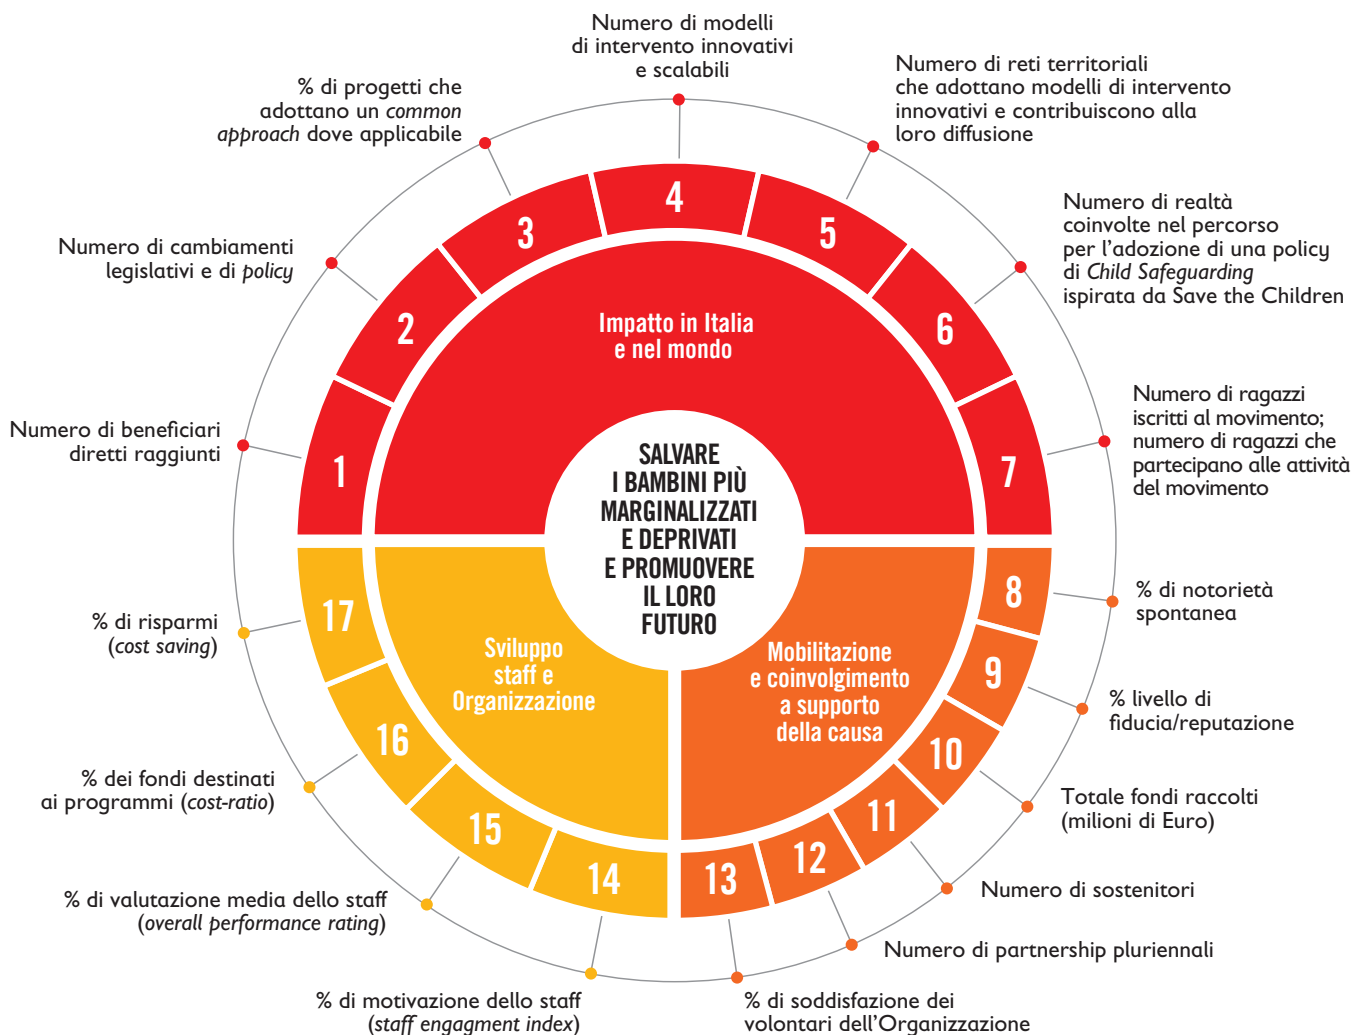 Numero di modelli
di intervento innovativi
e scalabili
Numero di reti territoriali
che adottano modelli di intervento
innovativi e contribuiscono alla
loro diffusione
% di progetti che
adottano un common
approach dove applicabile
Numero di realtà
coinvolte nel percorso
per l'adozione di una policy
di Child Safeguarding
ispirata da Save the Children
Numero di cambiamenti
legislativi e di policy
Numero di ragazzi
iscritti al movimento;
numero di ragazzi che
partecipano alle attività
del movimento
Numero di beneficiari
diretti raggiunti
1
2
3
4
5
6
7
Impatto in Italia
e nel mondo
SALVARE
I BAMBINI PIÙ
MARGINALIZZATI
E DEPRIVATI
E PROMUOVERE
IL LORO
FUTURO
8
9
10
11
12
13
Mobilitazione
e coinvolgimento
a supporto
della causa
14
15
16
17
Sviluppo
staff e
Organizzazione
% di notorietà
spontanea
% livello di
fiducia/reputazione
Totale fondi raccolti
(milioni di Euro)
Numero di sostenitori
Numero di partnership pluriennali
% di soddisfazione dei
volontari dell'Organizzazione
% di motivazione dello staff
(staff engagment index)
% di valutazione media dello staff
(overall performance rating)
% dei fondi destinati
ai programmi (cost-ratio)
% di risparmi
(cost saving)